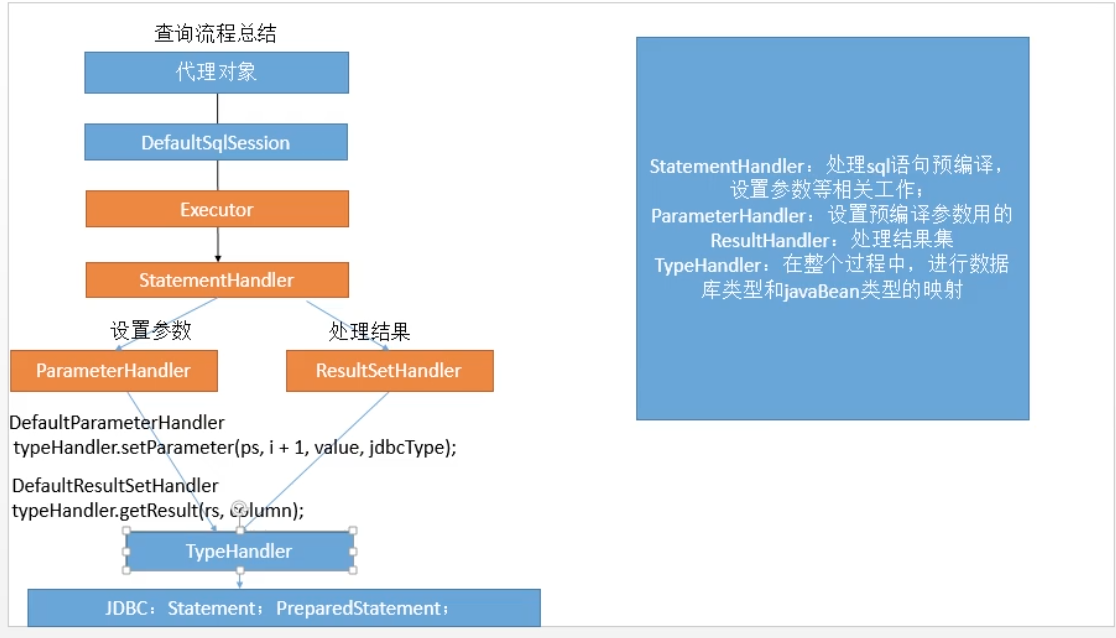 查询流程总结
代理对象
DefaultSqlSession
Executor
StatementHandler
设置参数
处理结果
ParameterHandler
ResultSetHandler
DefaultParameterHandler
typeHandler.setParameter(ps, i + 1, value, jdbcType);
DefaultResultSetHandler
typeHandler.getResult(rs, column);
TypeHandler
JDBC：Statement；PreparedStatement；
StatementHandler：处理sql语句预编译，
设置参数等相关工作；
ParameterHandler：设置预编译参数用的
ResultHandler：处理结果集
TypeHandler：在整个过程中，进行数据
库类型和javaBean类型的映射